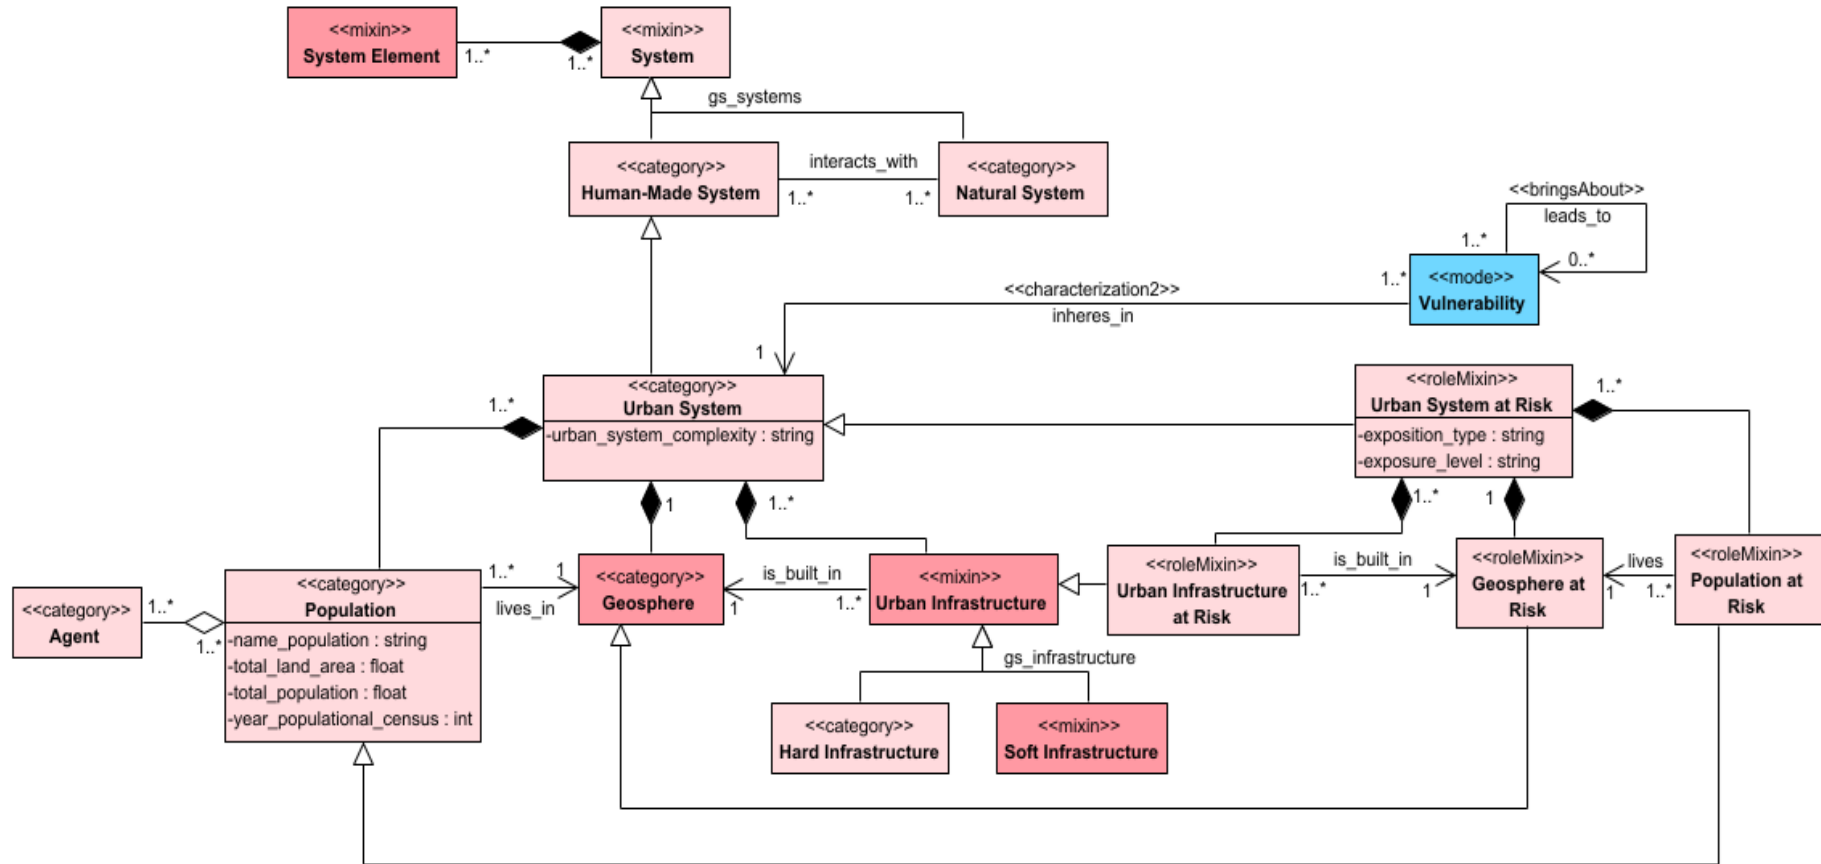 <<mixin>>
System Element
1..*
1..*
<<mixin>>
System
gs_systems
<<category>>
Human-Made System
interacts_with
1..*
1..*
<<category>>
Natural System
<<bringsAbout>>
leads_to
1..*
0..*
<<mode>>
Vulnerability
1..*
<<characterization2>>
inheres_in
1
<<category>>
Urban System
-urban_system_complexity : string
1..*
1
1..*
<<roleMixin>>
Urban System at Risk
-exposition_type : string
-exposure_level : string
1..*
1..*
1
<<category>>
Agent
1..*
1..*
<<category>>
Population
-name_population : string
-total_land_area : float
-total_population : float
-year_populational_census : int
1..*
1
lives_in
<<category>>
Geosphere
is_built_in
1
1..*
<<mixin>>
Urban Infrastructure
<<roleMixin>>
Urban Infrastructure
at Risk
is_built_in
1..*
1
<<roleMixin>>
Geosphere at
Risk
lives
1
1..*
<<roleMixin>>
Population at
Risk
gs_infrastructure
<<category>>
Hard Infrastructure
<<mixin>>
Soft Infrastructure